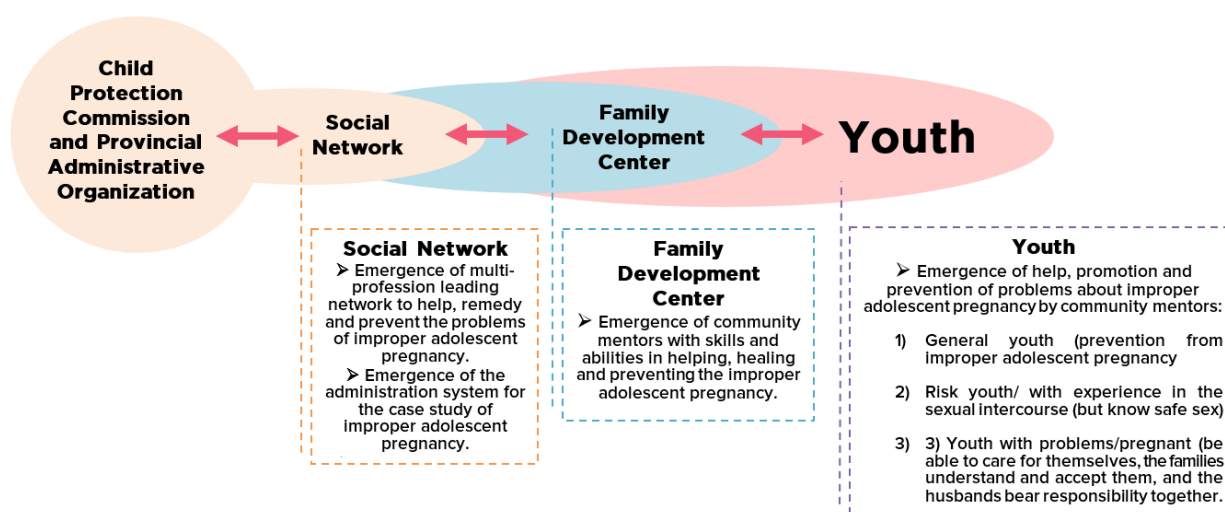 Child
Protection
Commission
and Provincial
Administrative
Organization
Social
Network
Family
Development
Center
Youth
Social Network
➢ Emergence of multi-
profession leading
network to help, remedy
and prevent the problems
of improper adolescent
pregnancy.
➢ Emergence of the
administration system for
the case study of
improper adolescent
pregnancy.
Family
Development
Center
➢ Emergence of community
mentors with skills and
abilities in helping, healing
and preventing the improper
adolescent pregnancy.
Youth
➢ Emergence of help, promotion and
prevention of problems about improper
adolescent pregnancy by community mentors:
1) General youth (prevention from
improper adolescent pregnancy
2) Risk youth/ with experience in the
sexual intercourse (but know safe sex)
3) 3) Youth with problems/pregnant (be
able to care for themselves, the families
understand and accept them, and the
husbands bear responsibility together.